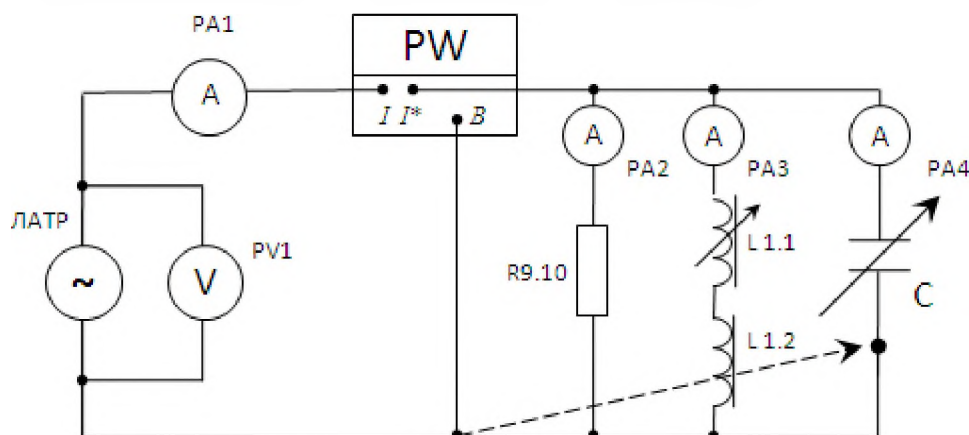 PA1
PW
A
I I* B
A
A
A
PA2
PA3
PA4
ЛАТР
~
V
PV1
R9.10
L 1.1
L 1.2
C